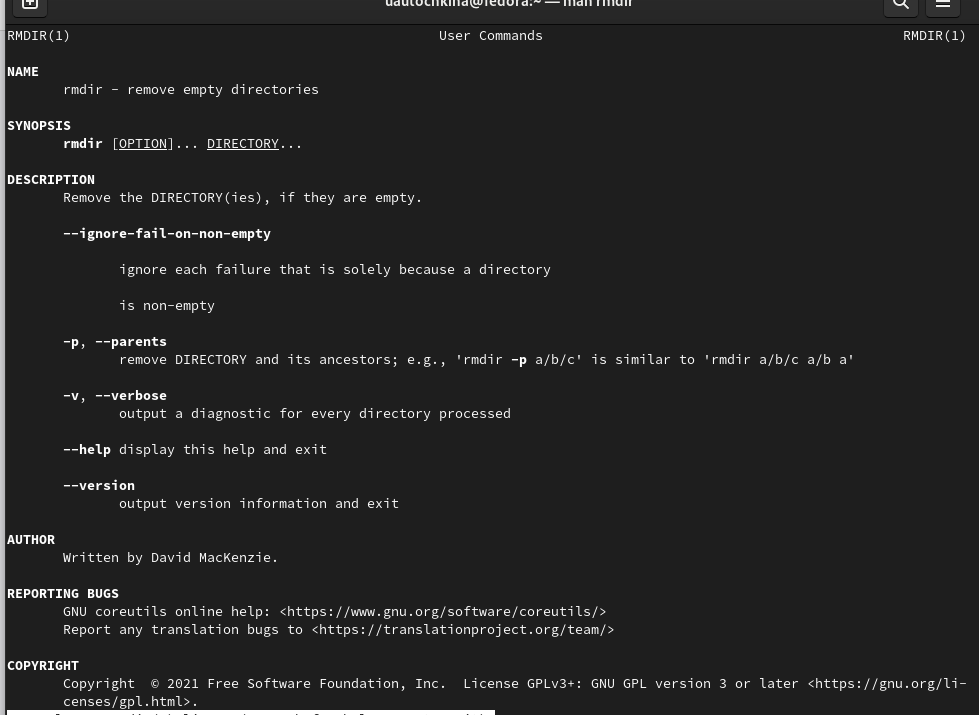 uautochkina@fedora:~ — man rmdir
RMDIR(1) User Commands RMDIR(1)
NAME
rmdir - remove empty directories
SYNOPSIS
rmdir [OPTION]... DIRECTORY...
DESCRIPTION
Remove the DIRECTORY(ies), if they are empty.
--ignore-fail-on-non-empty
ignore each failure that is solely because a directory
is non-empty
-p, --parents
remove DIRECTORY and its ancestors; e.g., 'rmdir -p a/b/c' is similar to 'rmdir a/b/c a/b a'
-v, --verbose
output a diagnostic for every directory processed
--help display this help and exit
--version
output version information and exit
AUTHOR
Written by David MacKenzie.
REPORTING BUGS
GNU coreutils online help: <https://www.gnu.org/software/coreutils/>
Report any translation bugs to <https://translationproject.org/team/>
COPYRIGHT
Copyright © 2021 Free Software Foundation, Inc. License GPLv3+: GNU GPL version 3 or later <https://gnu.org/li-
censes/gpl.html>.